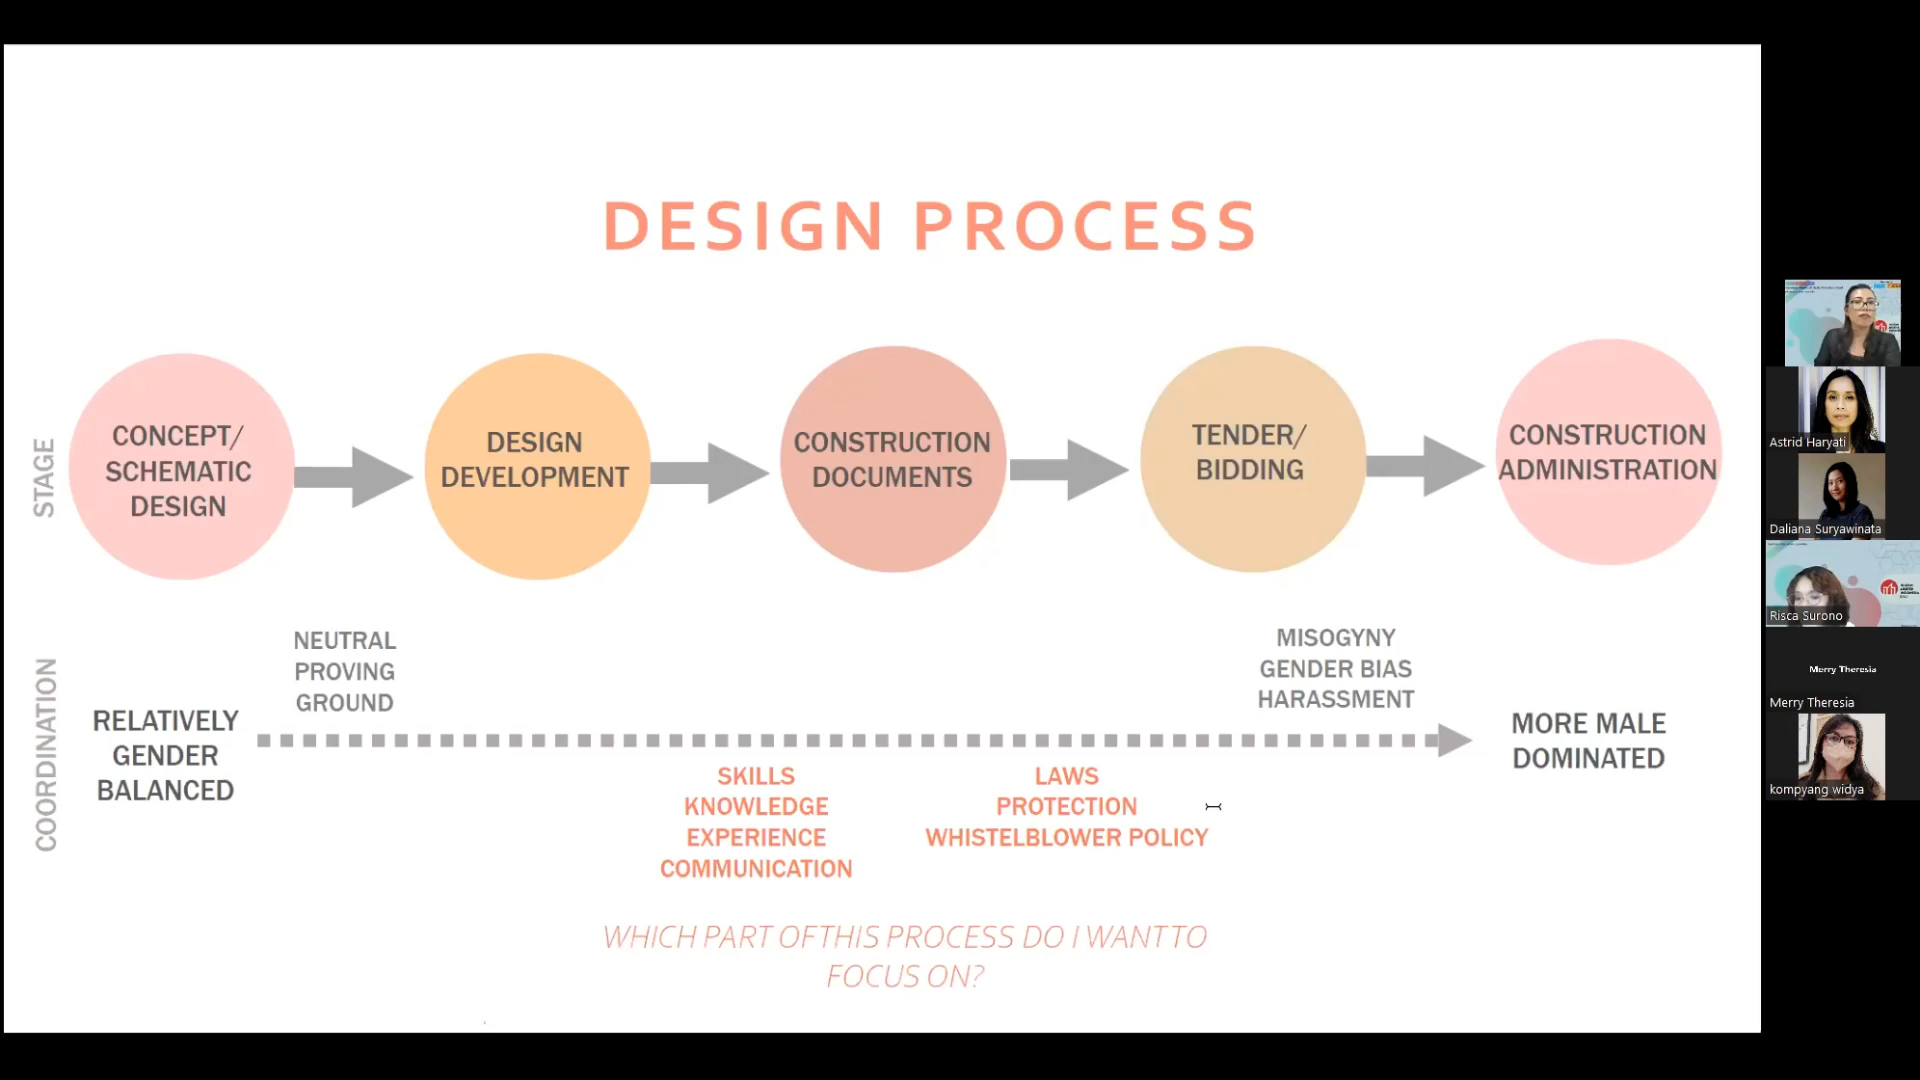 DESIGN PROCESS
STAGE
CONCEPT/
SCHEMATIC
DESIGN
DESIGN
DEVELOPMENT
CONSTRUCTION
DOCUMENTS
TENDER/
BIDDING
CONSTRUCTION
ADMINISTRATION
COORDINATION
RELATIVELY
GENDER
BALANCED
NEUTRAL
PROVING
GROUND
MISOGYNY
GENDER BIAS
HARASSMENT
MORE MALE
DOMINATED
SKILLS
KNOWLEDGE
EXPERIENCE
COMMUNICATION
LAWS
PROTECTION
WHISTELBLOWER POLICY
WHICH PART OFTHIS PROCESS DO I WANTTO
FOCUS ON?
Astrid Haryati
Daliana Suryawinata
Risca Surono
Merry Theresia
Merry Theresia
kompyang widya